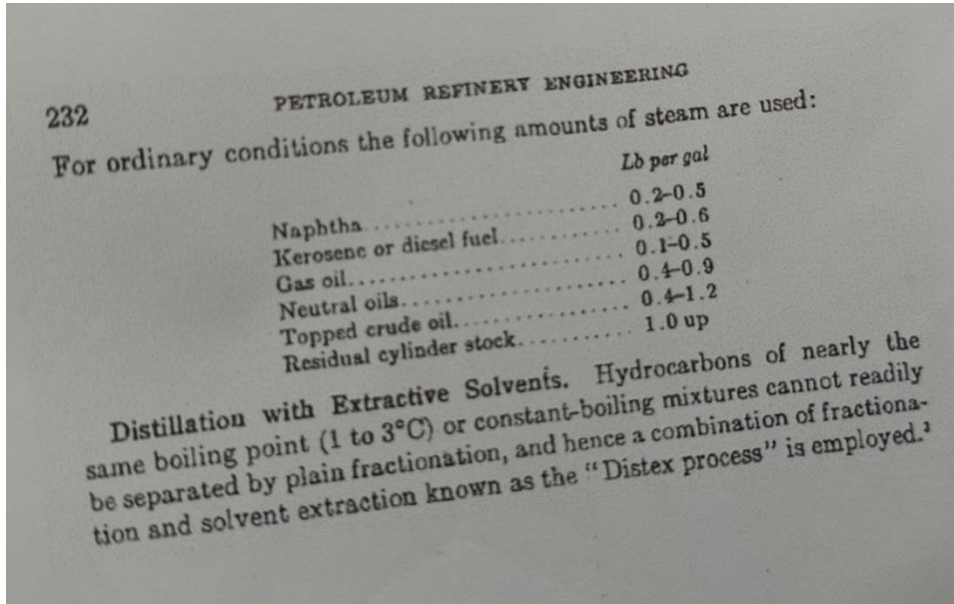 232 PETROLEUM REFINERY ENGINEERING
For ordinary conditions the following amounts of steam are used:
Lb per gal
Naphtha.................... 0.2-0.5
Kerosene or diesel fuel............ 0.2-0.6
Gas oil.................... 0.1-0.5
Neutral oils.................... 0.4-0.9
Topped crude oil.................... 0.4-1.2
Residual cylinder stock............ 1.0 up
Distillation with Extractive Solvents. Hydrocarbons of nearly the
same boiling point (1 to 3°C) or constant-boiling mixtures cannot readily
be separated by plain fractionation, and hence a combination of fractiona-
tion and solvent extraction known as the "Distex process" is employed.³